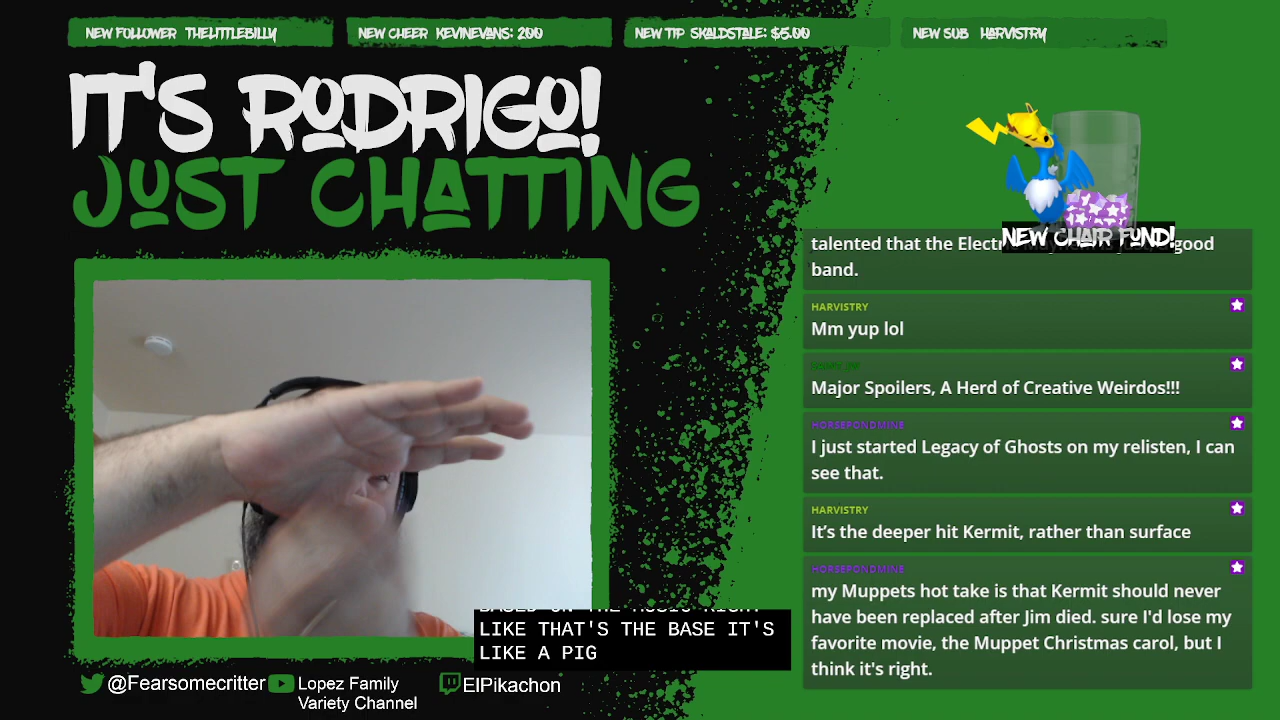 NEW FOLLOWER THELITTLEBILLY
NEW CHEER KEVINEVANS: 200
NEW TIP SKALDSTALE: $5.00
NEW SUB HARVISTRY
IT'S RODRIGO!
JUST CHATTING
NEW CHAIR FUND!
talented that the good
band.
HARVISTRY
Mm yup lol
Major Spoilers, A Herd of Creative Weirdos!!!
HORSEPONDMINE
I just started Legacy of Ghosts on my relisten, I can
see that.
HARVISTRY
It's the deeper hit Kermit, rather than surface
HORSEPONDMINE
my Muppets hot take is that Kermit should never
have been replaced after Jim died. sure I'd lose my
favorite movie, the Muppet Christmas carol, but I
think it's right.
BASED ON THE MUSIC RIGHT
LIKE THAT'S THE BASE IT'S
LIKE A PIG
@Fearsomecritter
Lopez Family
Variety Channel
ElPikachon